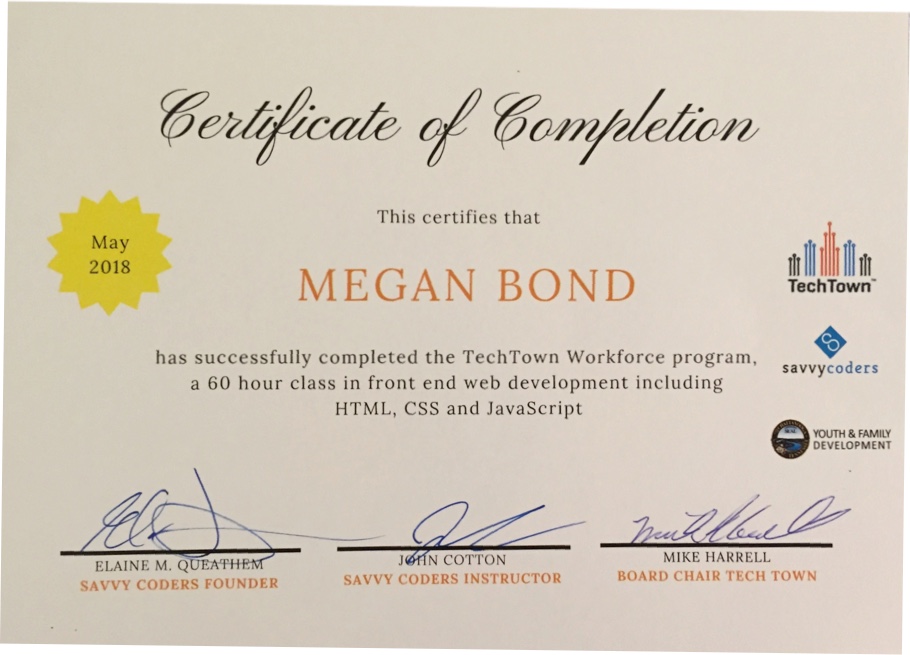 Certificate of Completion
This certifies that
May
2018
MEGAN BOND
TechTown™
has successfully completed the TechTown Workforce program,
a 60 hour class in front end web development including
HTML, CSS and JavaScript
savvycoders
YOUTH & FAMILY
DEVELOPMENT
ELAINE M. QUEATHEM
SAVVY CODERS FOUNDER
JOHN COTTON
SAVVY CODERS INSTRUCTOR
MIKE HARRELL
BOARD CHAIR TECH TOWN